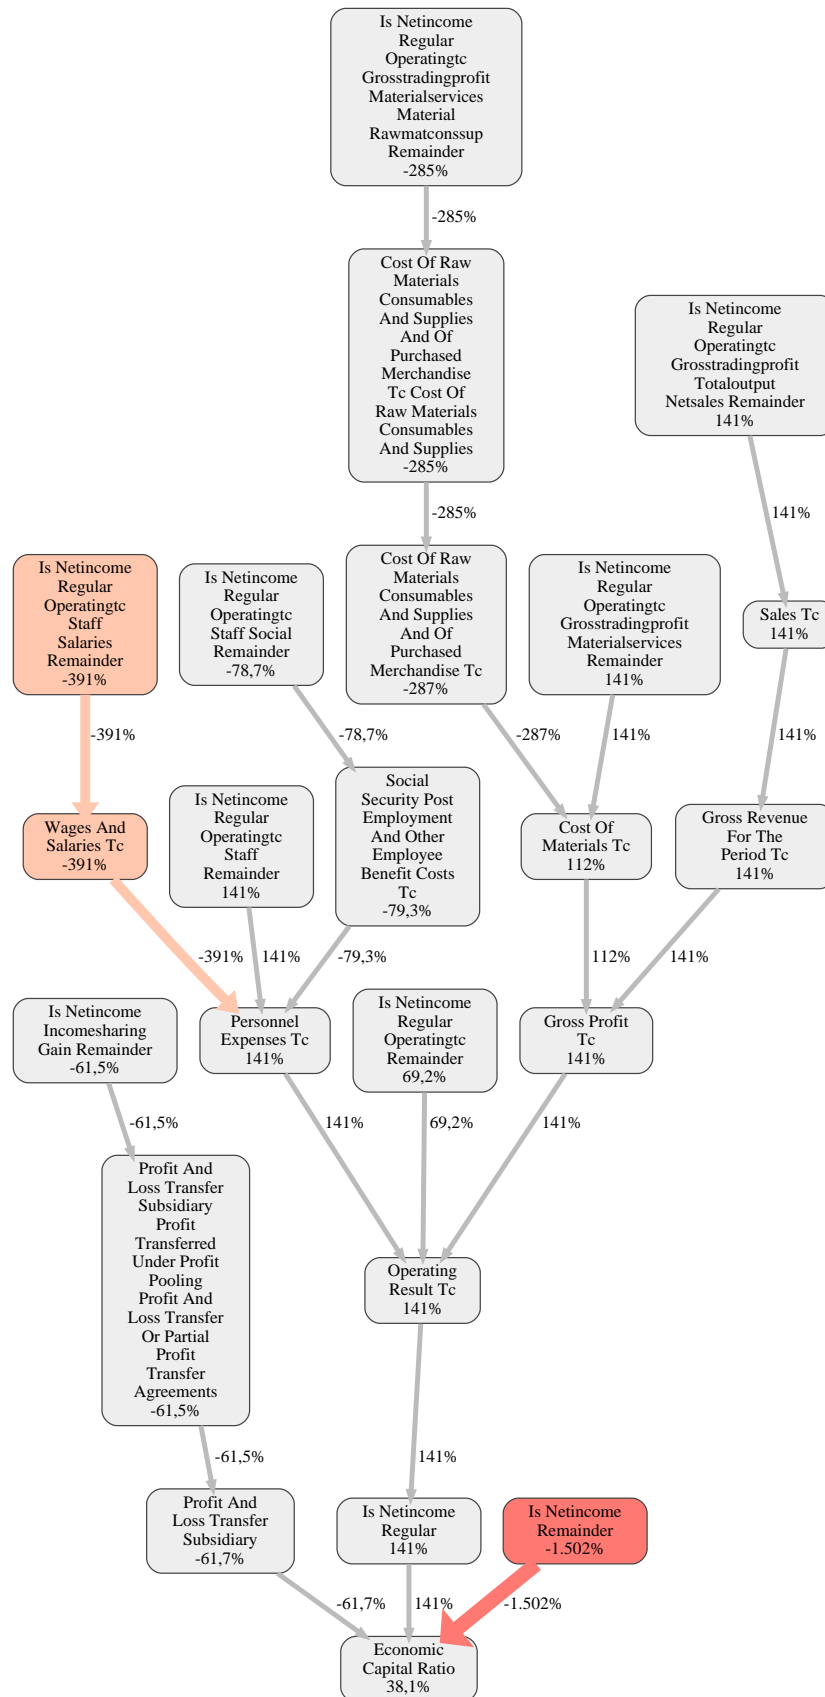 Is Netincome
Regular
Operatingtc
Grosstradingprofit
Materialservices
Material
Rawmatconssup
Remainder
-285%
-285%
Cost Of Raw
Materials
Consumables
And Supplies
And Of
Purchased
Merchandise
Tc Cost Of
Raw Materials
Consumables
And Supplies
-285%
Is Netincome
Regular
Operatingtc
Grosstradingprofit
Totaloutput
Netsales Remainder
141%
-285%
141%
Is Netincome
Regular
Operatingtc
Staff
Salaries
Remainder
-391%
Is Netincome
Regular
Operatingtc
Staff Social
Remainder
-78,7%
Cost Of Raw
Materials
Consumables
And Supplies
And Of
Purchased
Merchandise Tc
-287%
Is Netincome
Regular
Operatingtc
Grosstradingprofit
Materialservices
Remainder
141%
Sales Tc
141%
-391%
-78,7%
-287%
141%
141%
Wages And
Salaries Tc
-391%
Is Netincome
Regular
Operatingtc
Staff
Remainder
141%
Social
Security Post
Employment
And Other
Employee
Benefit Costs
Tc
-79,3%
Cost Of
Materials Tc
112%
Gross Revenue
For The
Period Tc
141%
-391%
141%
-79,3%
112%
141%
Is Netincome
Incomesharing
Gain Remainder
-61,5%
Personnel
Expenses Tc
141%
Is Netincome
Regular
Operatingtc
Remainder
69,2%
Gross Profit
Tc
141%
-61,5%
141%
69,2%
141%
Profit And
Loss Transfer
Subsidiary
Profit
Transferred
Under Profit
Pooling
Profit And
Loss Transfer
Or Partial
Profit
Transfer
Agreements
-61,5%
Operating
Result Tc
141%
-61,5%
141%
Profit And
Loss Transfer
Subsidiary
-61,7%
Is Netincome
Regular
141%
Is Netincome
Remainder
-1.502%
-61,7%
141%
-1.502%
Economic
Capital Ratio
38,1%